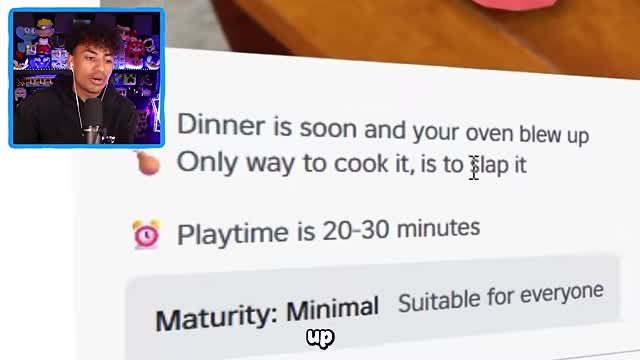 Dinner is soon and your oven blew up
Only way to cook it, is to slap it
Playtime is 20-30 minutes
Maturity: Minimal Suitable for everyone
up